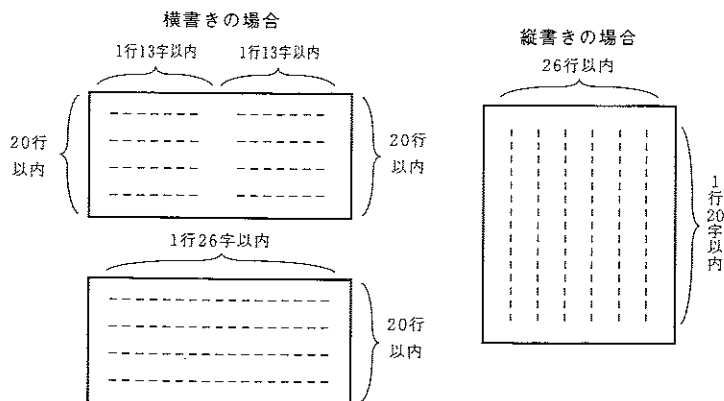 横書きの場合
1行13字以内 1行13字以内
20行
以内
20行
以内
1行26字以内
20行
以内
縦書きの場合
26行以内
1行20字以内